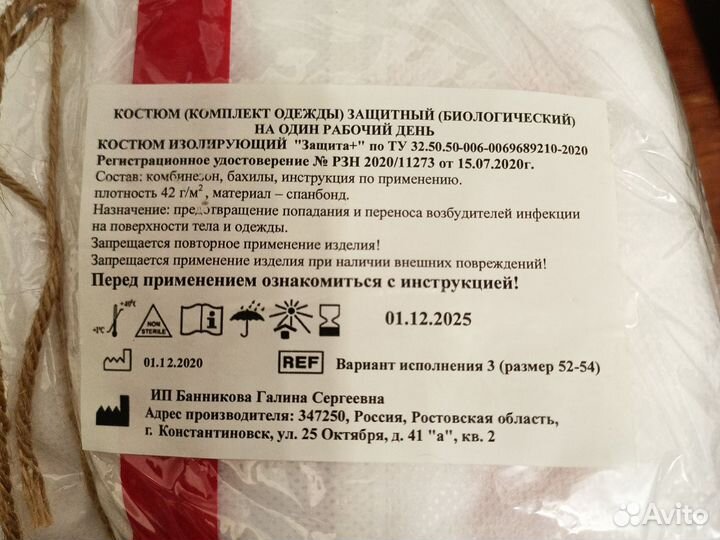 КОСТЮМ (КОМПЛЕКТ ОДЕЖДЫ) ЗАЩИТНЫЙ (БИОЛОГИЧЕСКИЙ)
НА ОДИН РАБОЧИЙ ДЕНЬ
КОСТЮМ ИЗОЛИРУЮЩИЙ "Защита+" по ТУ 32.50.50-006-0069689210-2020
Регистрационное удостоверение № РЗН 2020/11273 от 15.07.2020г.
Состав: комбинезон, бахилы, инструкция по применению.
плотность 42 г/м², материал – спанбонд.
Назначение: предотвращение попадания и переноса возбудителей инфекции
на поверхности тела и одежды.
Запрещается повторное применение изделия!
Запрещается применение изделия при наличии внешних повреждений!
Перед применением ознакомиться с инструкцией!
+1°C +40°C NON STERILE 01.12.2025
01.12.2020 REF Вариант исполнения 3 (размер 52-54)
ИП Банникова Галина Сергеевна
Адрес производителя: 347250, Россия, Ростовская область,
г. Константиновск, ул. 25 Октября, д. 41 "а", кв. 2
Avito